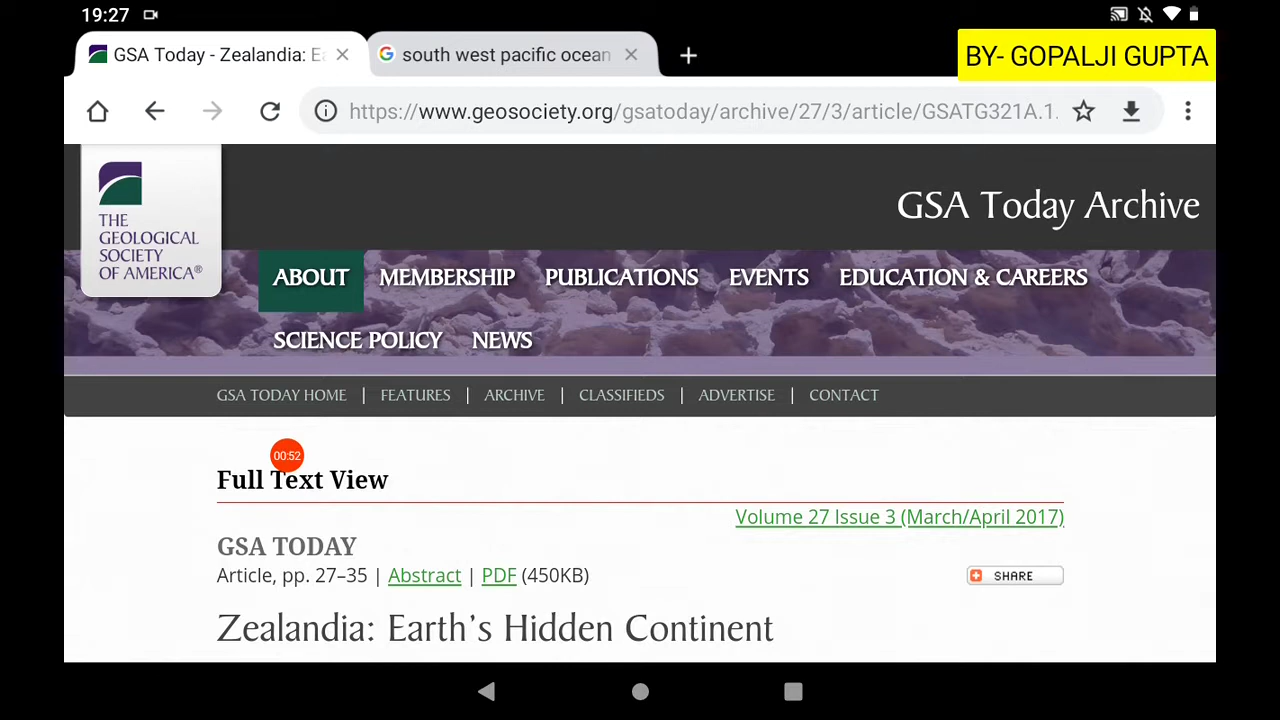 19:27
GSA Today - Zealandia: Ea
south west pacific ocean
BY- GOPALJI GUPTA
https://www.geosociety.org/gsatoday/archive/27/3/article/GSATG321A.1.
THE
GEOLOGICAL
SOCIETY
OF AMERICA®
GSA Today Archive
ABOUT MEMBERSHIP PUBLICATIONS EVENTS EDUCATION & CAREERS
SCIENCE POLICY NEWS
GSA TODAY HOME | FEATURES | ARCHIVE | CLASSIFIEDS | ADVERTISE | CONTACT
00:52
Full Text View
Volume 27 Issue 3 (March/April 2017)
GSA TODAY
Article, pp. 27–35 | Abstract | PDF (450KB)
SHARE
Zealandia: Earth’s Hidden Continent